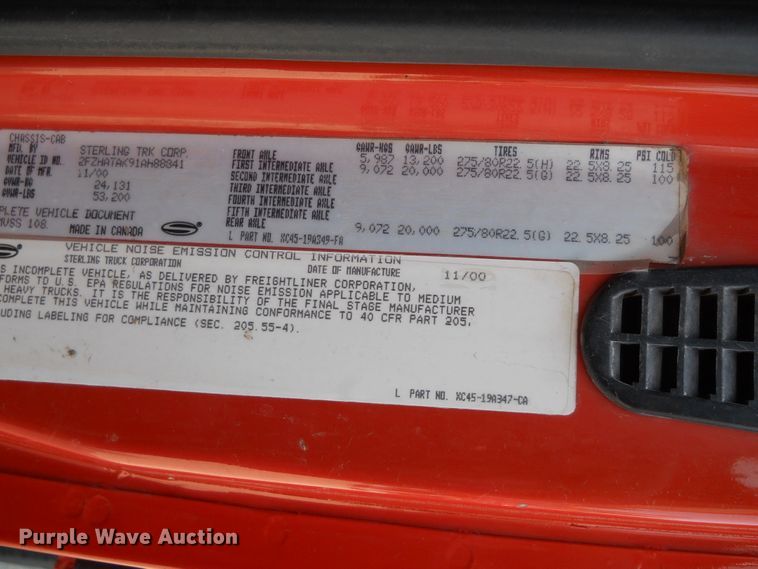 CHASSIS-CAB
MFD. BY STERLING TRK CORP.
VEHICLE ID NO. 2FZHATAK91AH88341
DATE OF MFR. 11/00
GVWR-KG 24,131
GVWR-LBS 53,200
PLETE VEHICLE DOCUMENT
MVSS 108. MADE IN CANADA
GAWR-KGS GAWR-LBS TIRES RIMS PSI COLD
FRONT AXLE 5,987 13,200 275/80R22.5(H) 22.5X8.25 115
FIRST INTERMEDIATE AXLE 9,072 20,000 275/80R22.5(G) 22.5X8.25 100
SECOND INTERMEDIATE AXLE
THIRD INTERMEDIATE AXLE
FOURTH INTERMEDIATE AXLE
FIFTH INTERMEDIATE AXLE
REAR AXLE 9,072 20,000 275/80R22.5(G) 22.5X8.25 100
L PART NO. XC45-19A349-FA
VEHICLE NOISE EMISSION CONTROL INFORMATION
STERLING TRUCK CORPORATION DATE OF MANUFACTURE 11/00
S INCOMPLETE VEHICLE, AS DELIVERED BY FREIGHTLINER CORPORATION,
FORMS TO U.S. EPA REGULATIONS FOR NOISE EMISSION APPLICABLE TO MEDIUM
HEAVY TRUCKS. IT IS THE RESPONSIBILITY OF THE FINAL STAGE MANUFACTURER
COMPLETE THIS VEHICLE WHILE MAINTAINING CONFORMANCE TO 40 CFR PART 205,
LUDING LABELING FOR COMPLIANCE (SEC. 205.55-4).
L PART NO. XC45-19A347-CA
Purple Wave Auction®